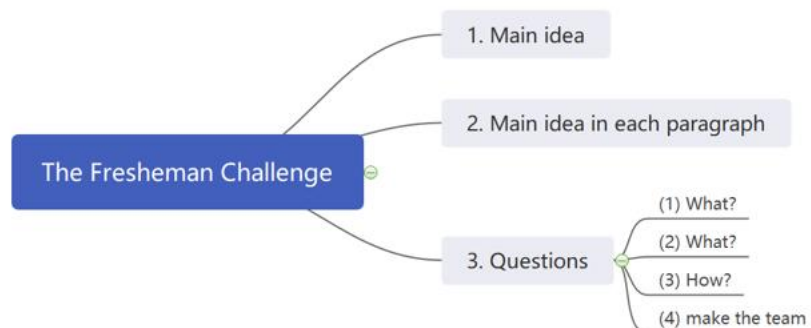 The Fresheman Challenge
1. Main idea
2. Main idea in each paragraph
3. Questions
(1) What?
(2) What?
(3) How?
(4) make the team